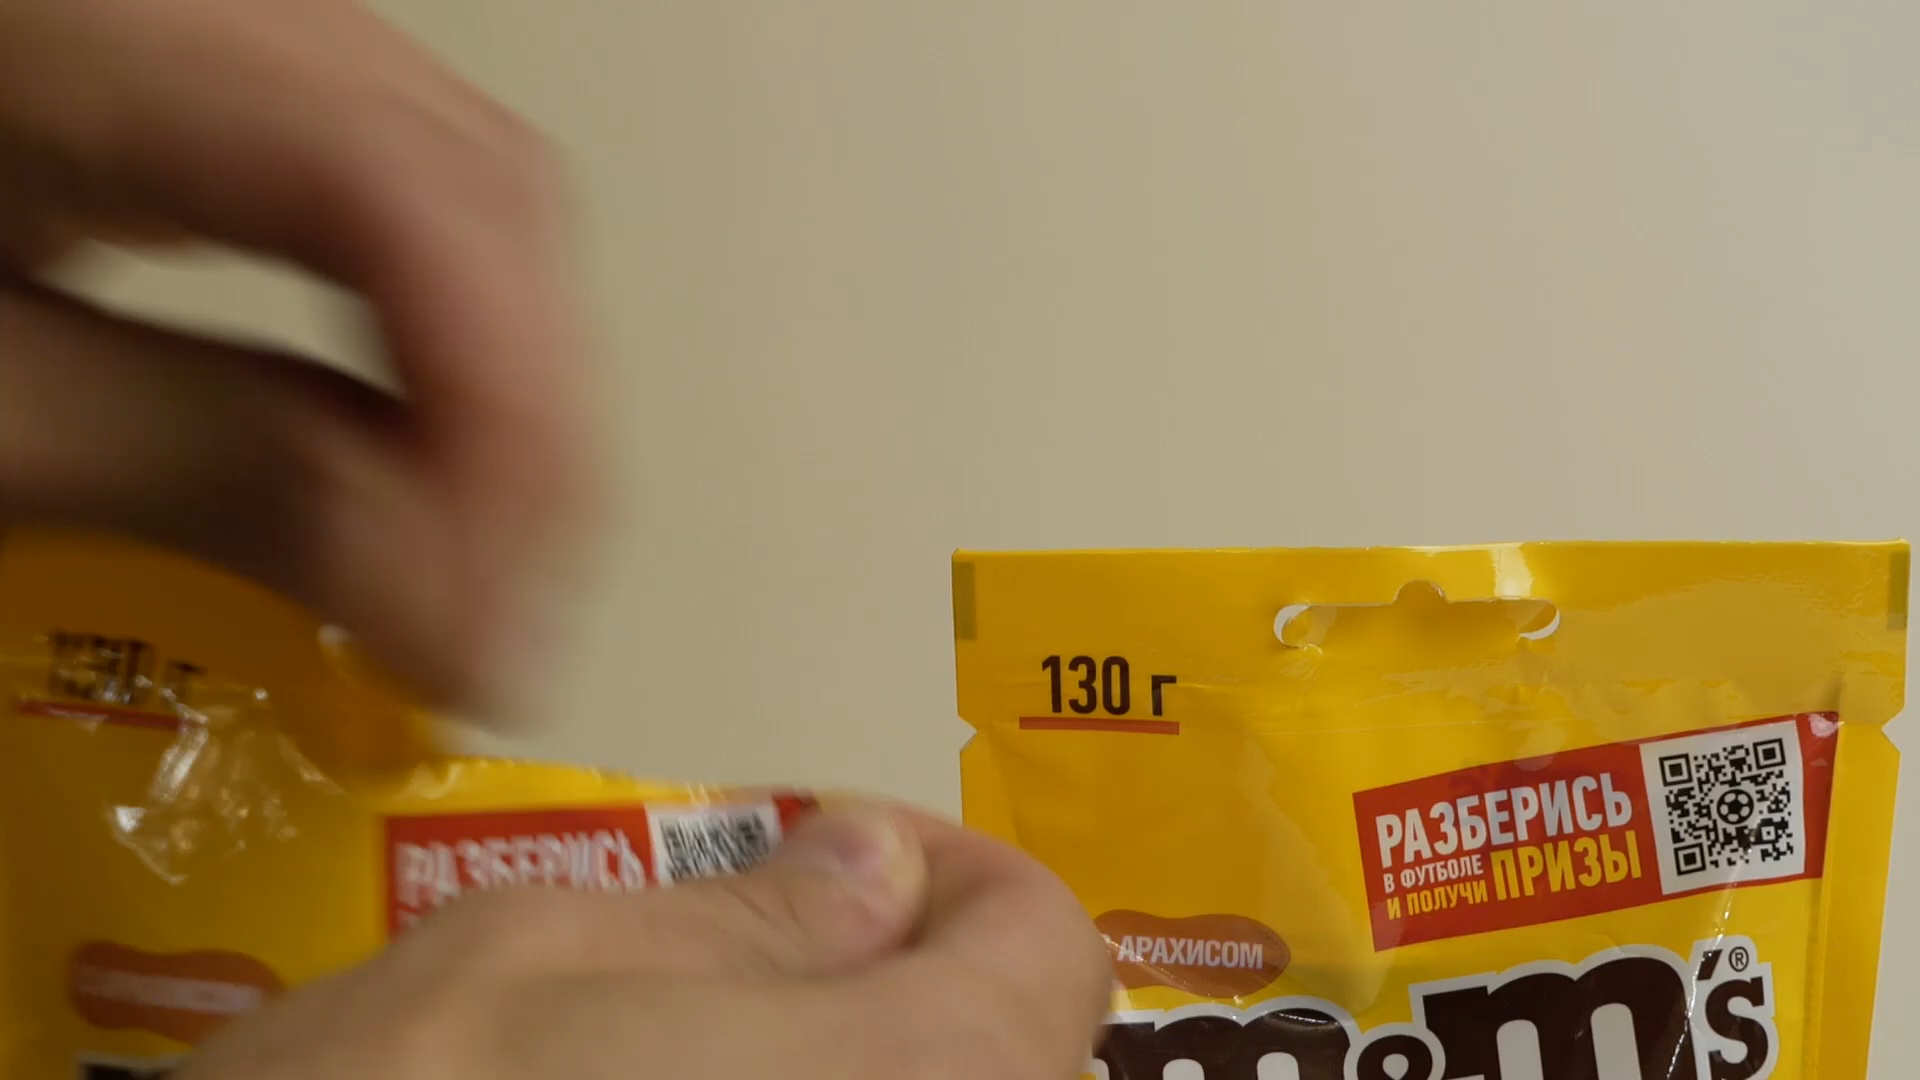 130 г
РАЗБЕРИСЬ
В ФУТБОЛЕ
И ПОЛУЧИ ПРИЗЫ
АРАХИСОМ
m&m's®
РАЗБЕРИСЬ